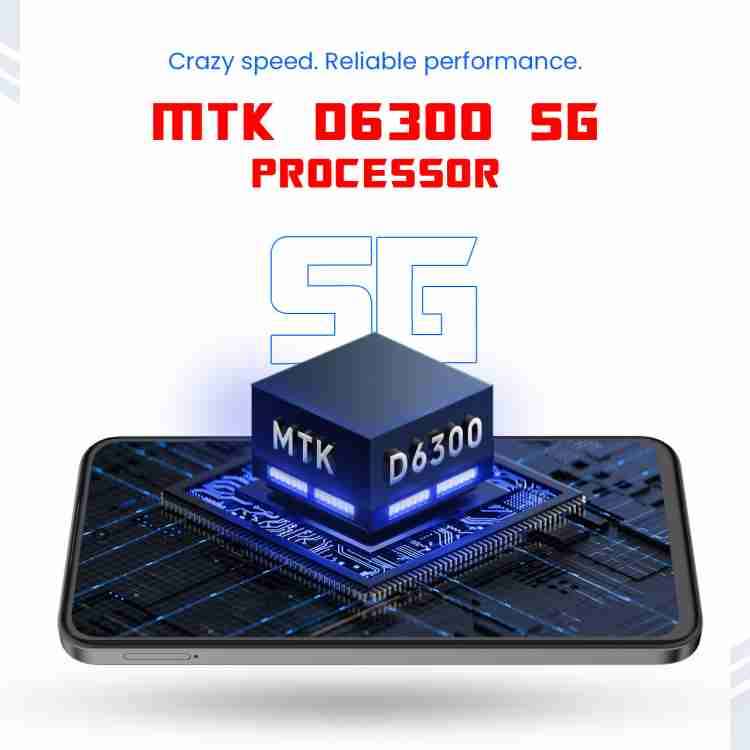 Crazy speed. Reliable performance.
MTK D6300 5G
PROCESSOR
5G
MTK
D6300